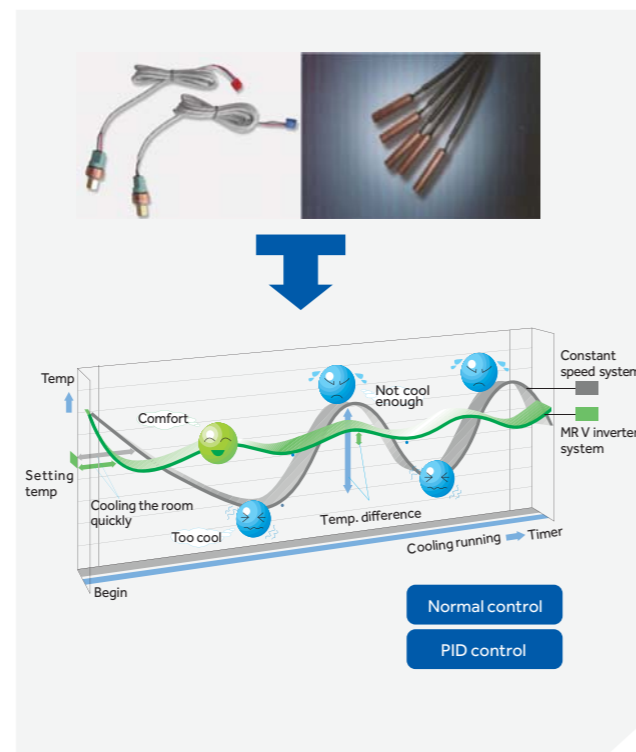 Temp
Constant
speed system
Not cool
enough
Comfort
MRV inverter
system
Setting
temp
Cooling the room
quickly
Temp. difference
Too cool
Cooling running
Timer
Begin
Normal control
PID control